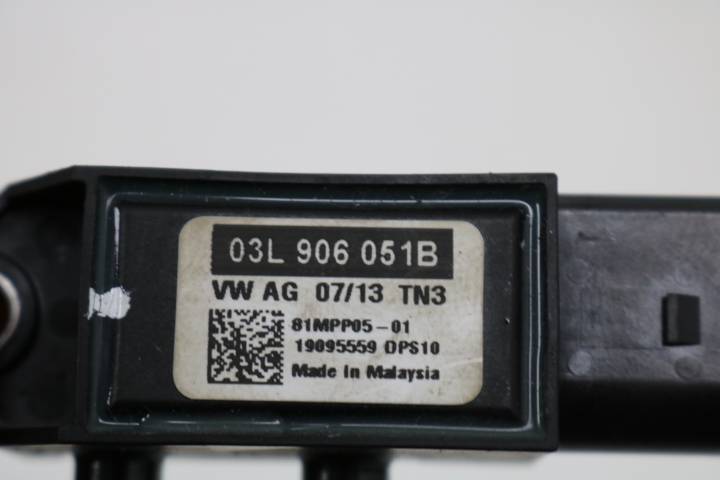 03L 906 051B
VW AG 07/13 TN3
81MPP05-01
19095559 DPS10
Made in Malaysia